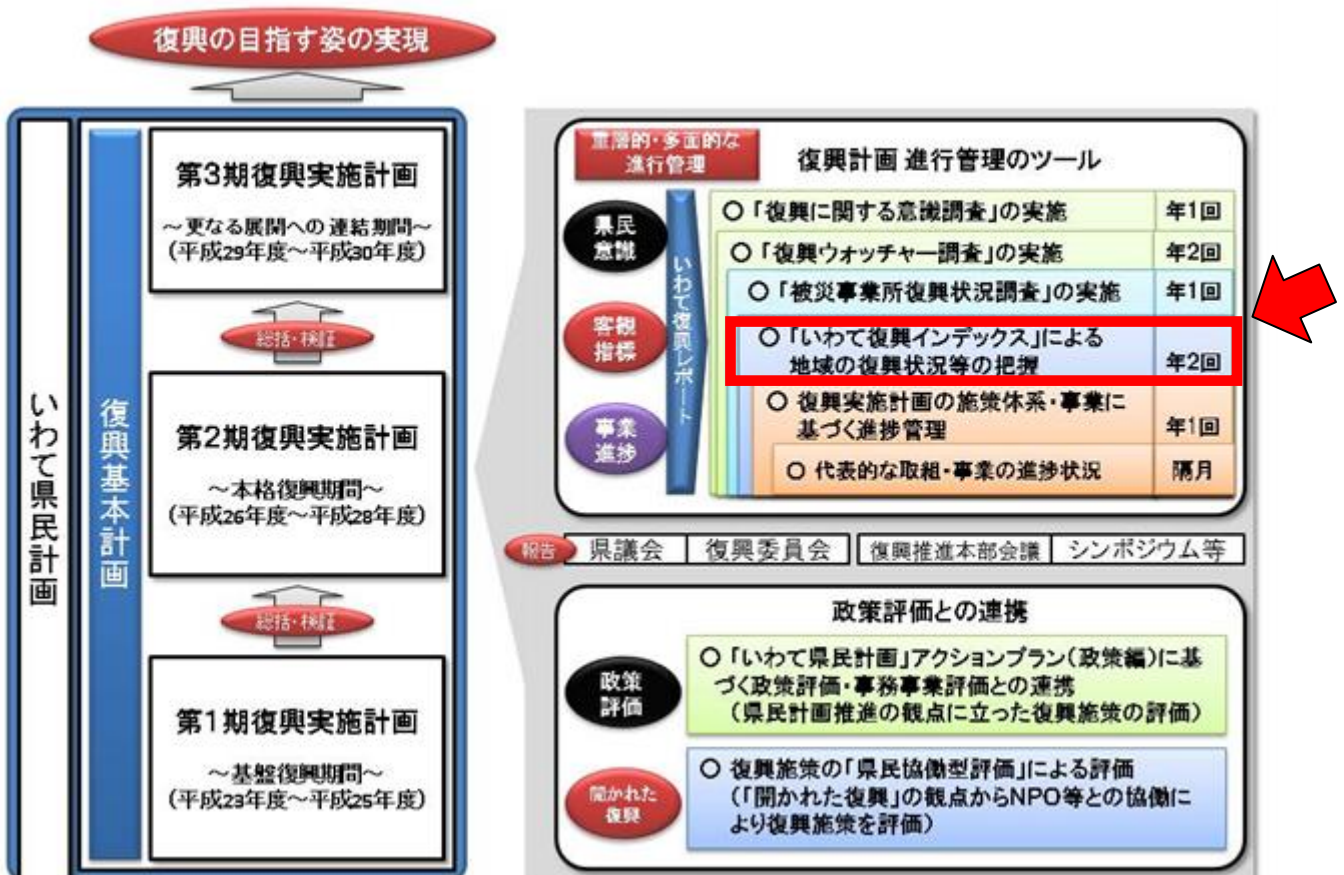 復興の目指す姿の実現
いわて県民計画
復興基本計画
第3期復興実施計画
～更なる展開への連結期間～
(平成29年度～平成30年度)
総括・検証
第2期復興実施計画
～本格復興期間～
(平成26年度～平成28年度)
総括・検証
第1期復興実施計画
～基盤復興期間～
(平成23年度～平成25年度)
重層的・多面的な
進行管理
復興計画 進行管理のツール
県民
意識
客観
指標
事業
進捗
いわて復興レポート
○「復興に関する意識調査」の実施 年1回
○「復興ウォッチャー調査」の実施 年2回
○「被災事業所復興状況調査」の実施 年1回
○「いわて復興インデックス」による
地域の復興状況等の把握 年2回
○ 復興実施計画の施策体系・事業に
基づく進捗管理 年1回
○ 代表的な取組・事業の進捗状況 隔月
報告 県議会 復興委員会 復興推進本部会議 シンポジウム等
政策評価との連携
政策
評価
○「いわて県民計画」アクションプラン(政策編)に基
づく政策評価・事務事業評価との連携
(県民計画推進の観点に立った復興施策の評価)
開かれた
復興
○ 復興施策の「県民協働型評価」による評価
(「開かれた復興」の観点からNPO等との協働に
より復興施策を評価)